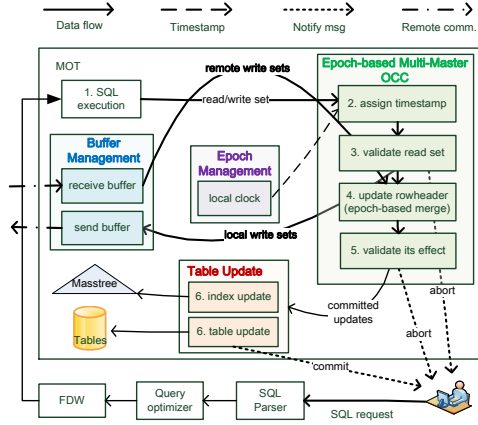 Data flow
Timestamp
Notify msg
Remote comm.
MOT
remote write sets
Epoch-based Multi-Master
OCC
1. SQL
execution
read/write set
2. assign timestamp
Buffer
Management
Epoch
Management
3. validate read set
receive buffer
local clock
4. update rowheader
(epoch-based merge)
send buffer
local write sets
5. validate its effect
Table Update
Masstree
6. index update
committed
updates
abort
Tables
6. table update
abort
commit
FDW
Query
optimizer
SQL
Parser
SQL request